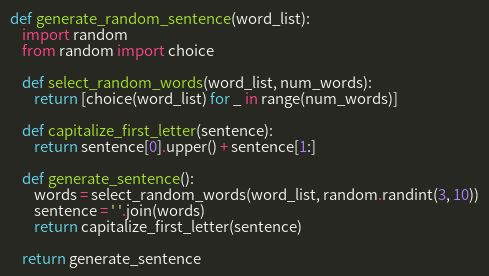 def generate_random_sentence(word_list):
    import random
    from random import choice

    def select_random_words(word_list, num_words):
        return [choice(word_list) for _ in range(num_words)]

    def capitalize_first_letter(sentence):
        return sentence[0].upper() + sentence[1:]

    def generate_sentence():
        words = select_random_words(word_list, random.randint(3, 10))
        sentence = ' '.join(words)
        return capitalize_first_letter(sentence)

    return generate_sentence